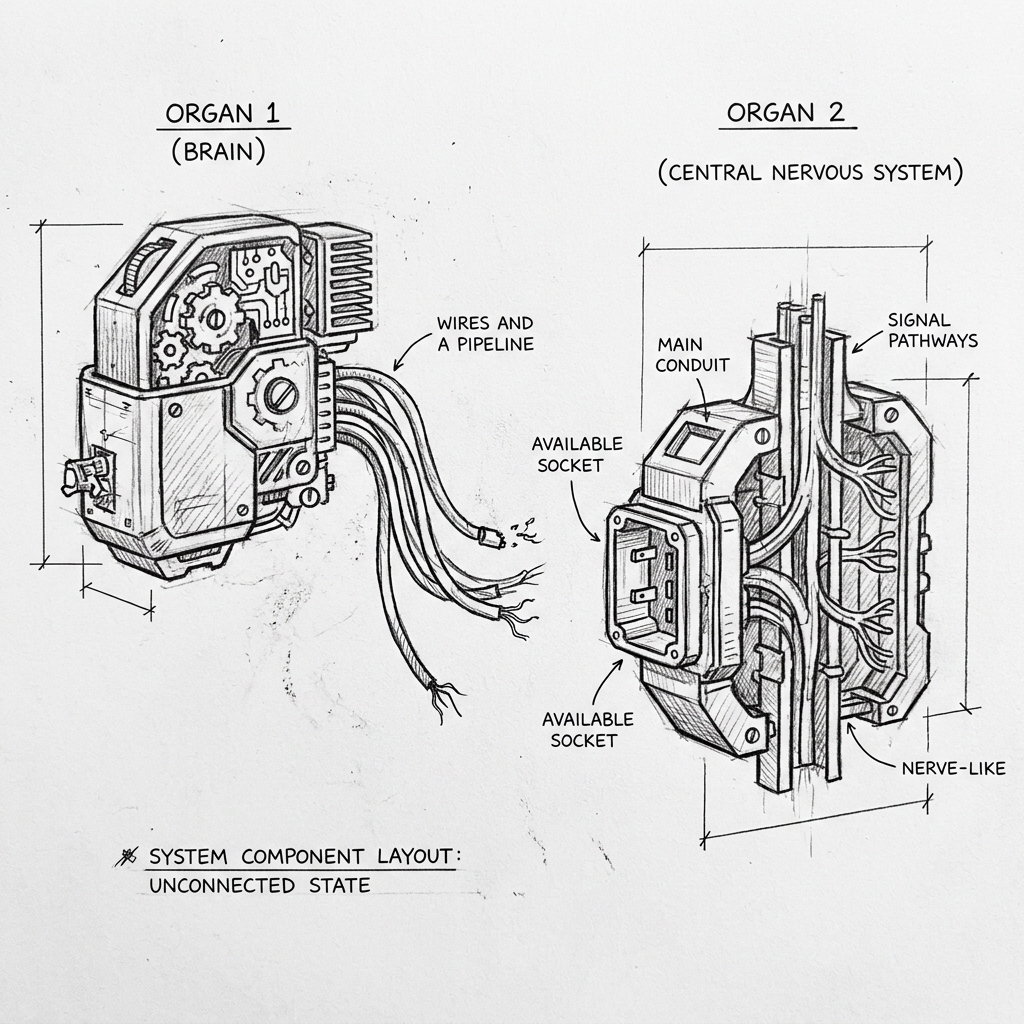 ORGAN 1
(BRAIN)
ORGAN 2
(CENTRAL NERVOUS SYSTEM)
WIRES AND
A PIPELINE
MAIN
CONDUIT
SIGNAL
PATHWAYS
AVAILABLE
SOCKET
AVAILABLE
SOCKET
NERVE-LIKE
* SYSTEM COMPONENT LAYOUT:
UNCONNECTED STATE